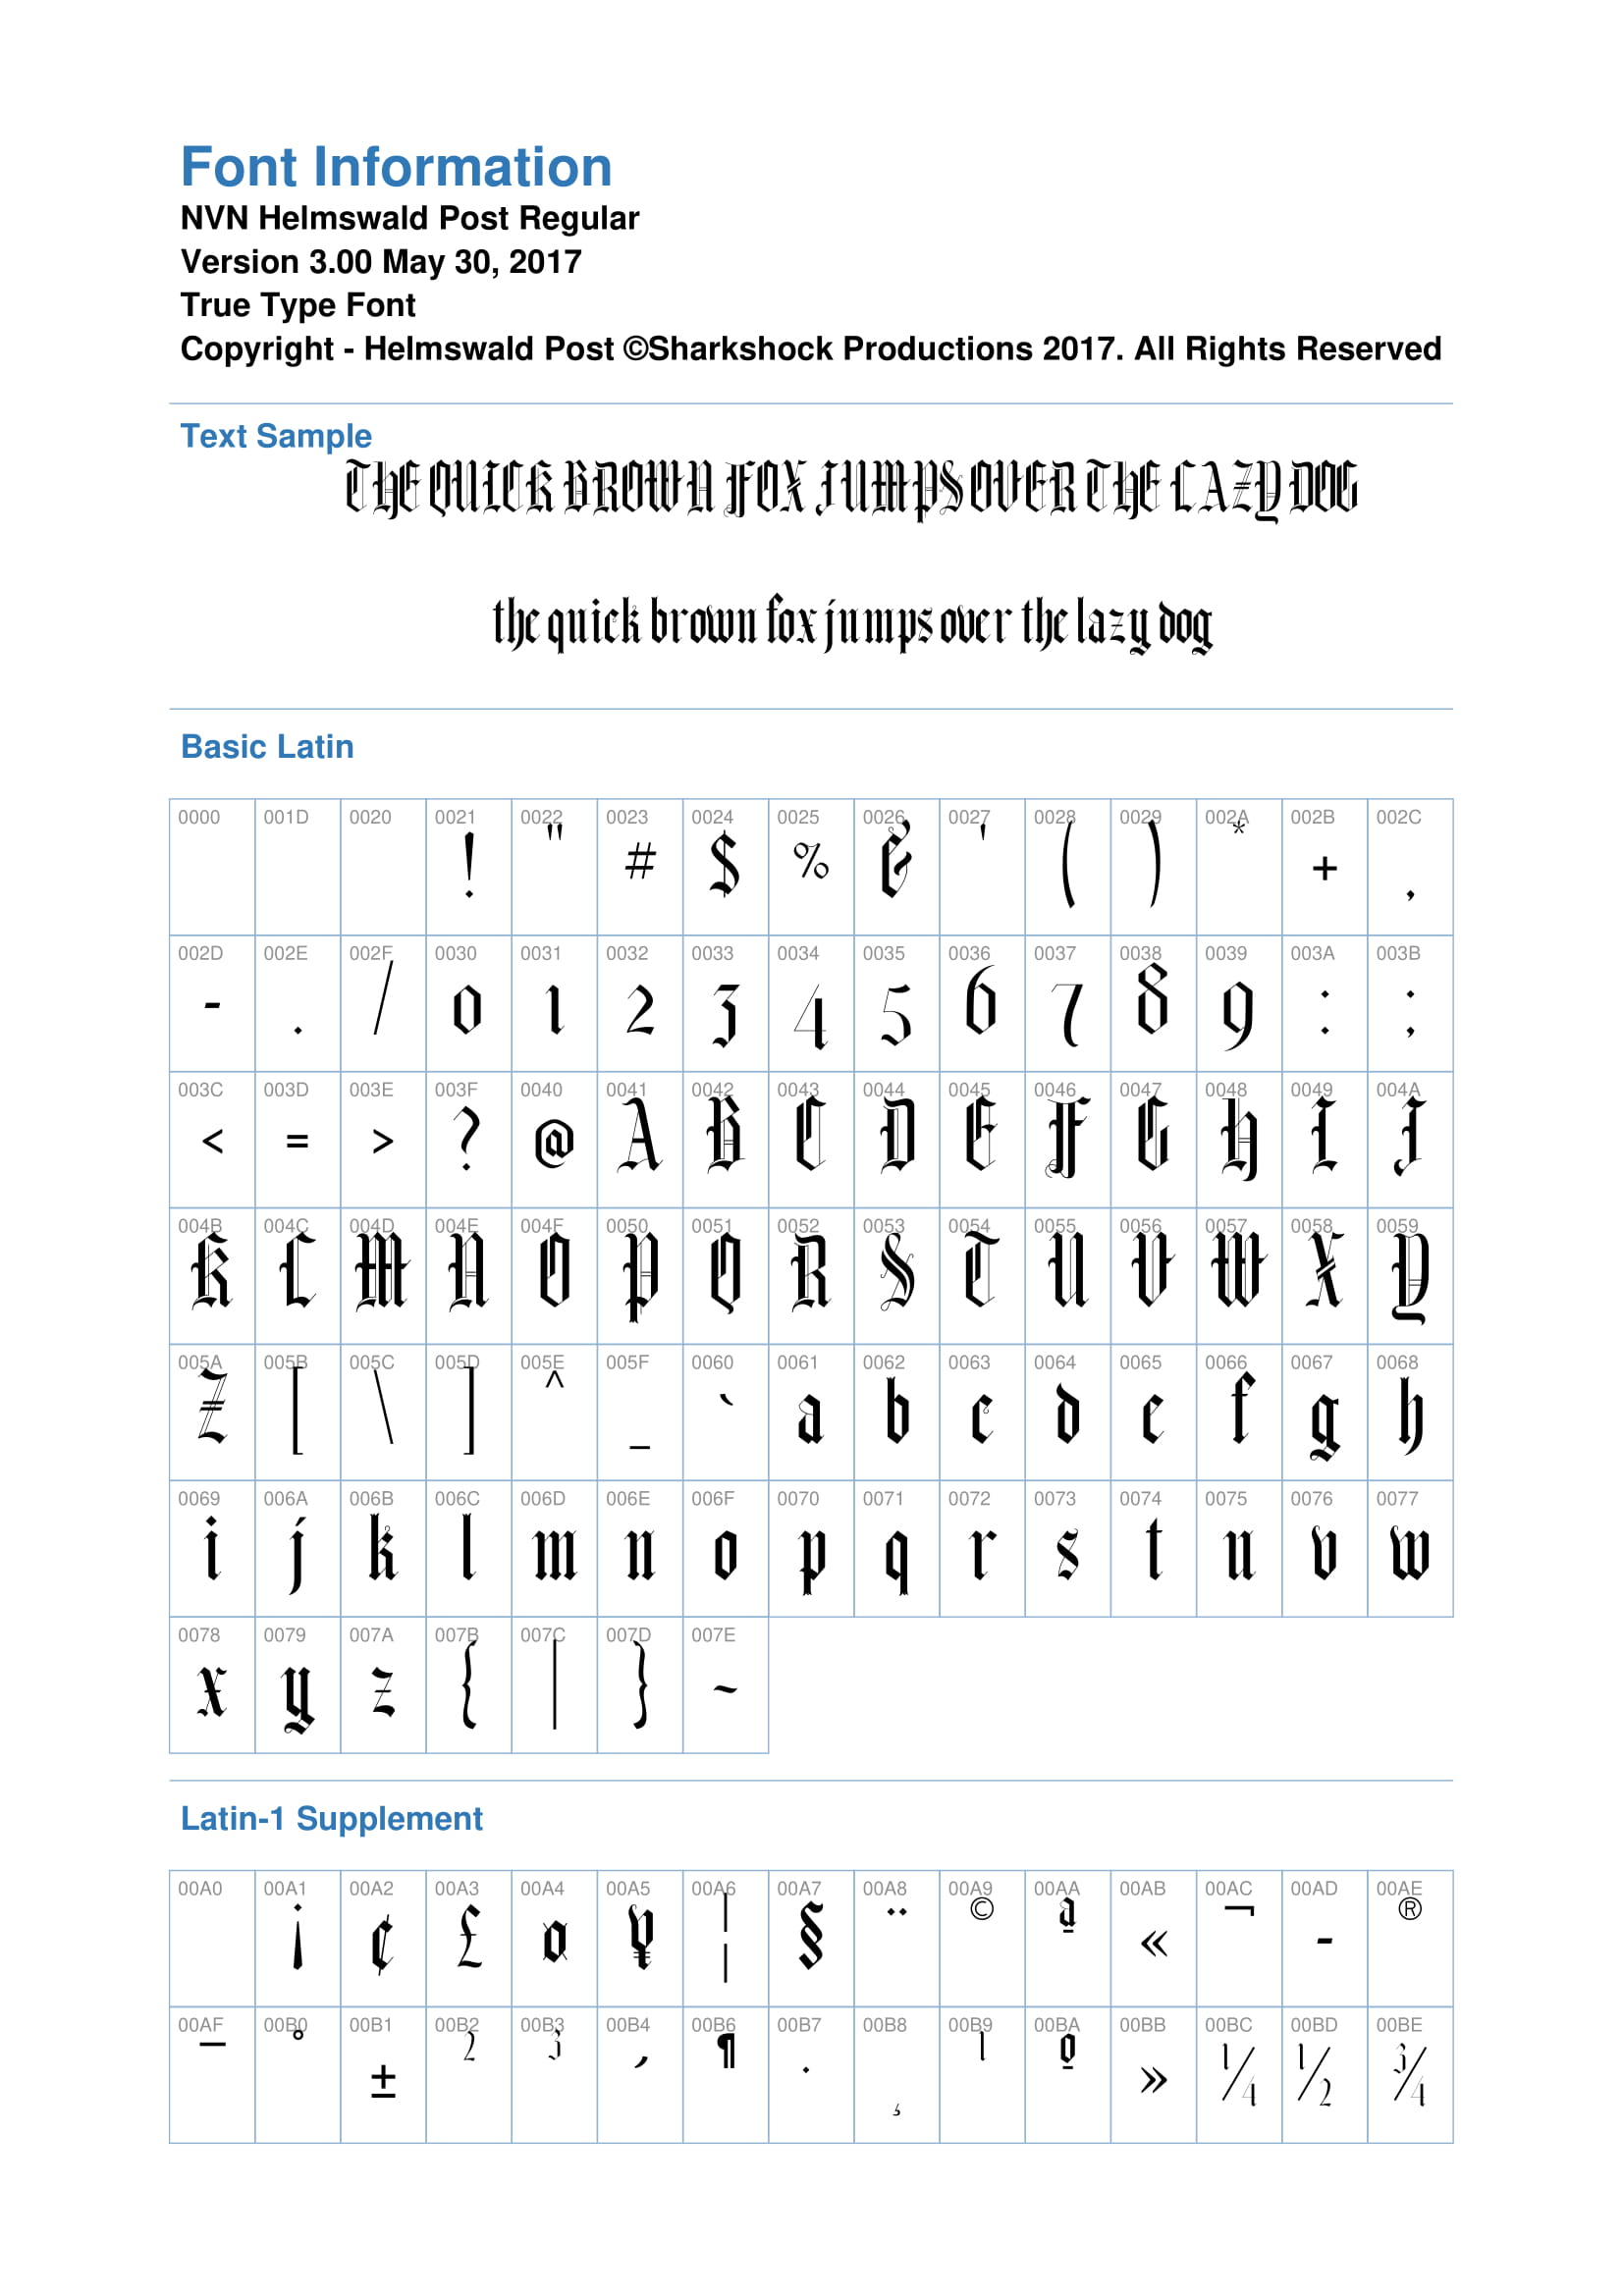 Font Information
NVN Helmswald Post Regular
Version 3.00 May 30, 2017
True Type Font
Copyright - Helmswald Post ©Sharkshock Productions 2017. All Rights Reserved
Text Sample
THE QUICK BROWN FOX JUMPS OVER THE LAZY DOG
the quick brown fox jumps over the lazy dog
Basic Latin
0000 001D 0020 0021 0022 0023 0024 0025 0026 0027 0028 0029 002A 002B 002C
! " # $ % & ' ( ) * + ,
002D 002E 002F 0030 0031 0032 0033 0034 0035 0036 0037 0038 0039 003A 003B
- . / 0 1 2 3 4 5 6 7 8 9 : ;
003C 003D 003E 003F 0040 0041 0042 0043 0044 0045 0046 0047 0048 0049 004A
< = > ? @ A B C D E F G H I J
004B 004C 004D 004E 004F 0050 0051 0052 0053 0054 0055 0056 0057 0058 0059
K L M N O P Q R S T U V W X Y
005A 005B 005C 005D 005E 005F 0060 0061 0062 0063 0064 0065 0066 0067 0068
Z [ \ ] ^ _ ` a b c d e f g h
0069 006A 006B 006C 006D 006E 006F 0070 0071 0072 0073 0074 0075 0076 0077
i j k l m n o p q r s t u v w
0078 0079 007A 007B 007C 007D 007E
x y z { | } ~
Latin-1 Supplement
00A0 00A1 00A2 00A3 00A4 00A5 00A6 00A7 00A8 00A9 00AA 00AB 00AC 00AD 00AE
¡ ¢ £ ¤ ¥ ¦ § ¨ © ª « ¬ - ®
00AF 00B0 00B1 00B2 00B3 00B4 00B6 00B7 00B8 00B9 00BA 00BB 00BC 00BD 00BE
¯ ° ± ² ³ ´ ¶ · ¸ ¹ º » ¼ ½ ¾